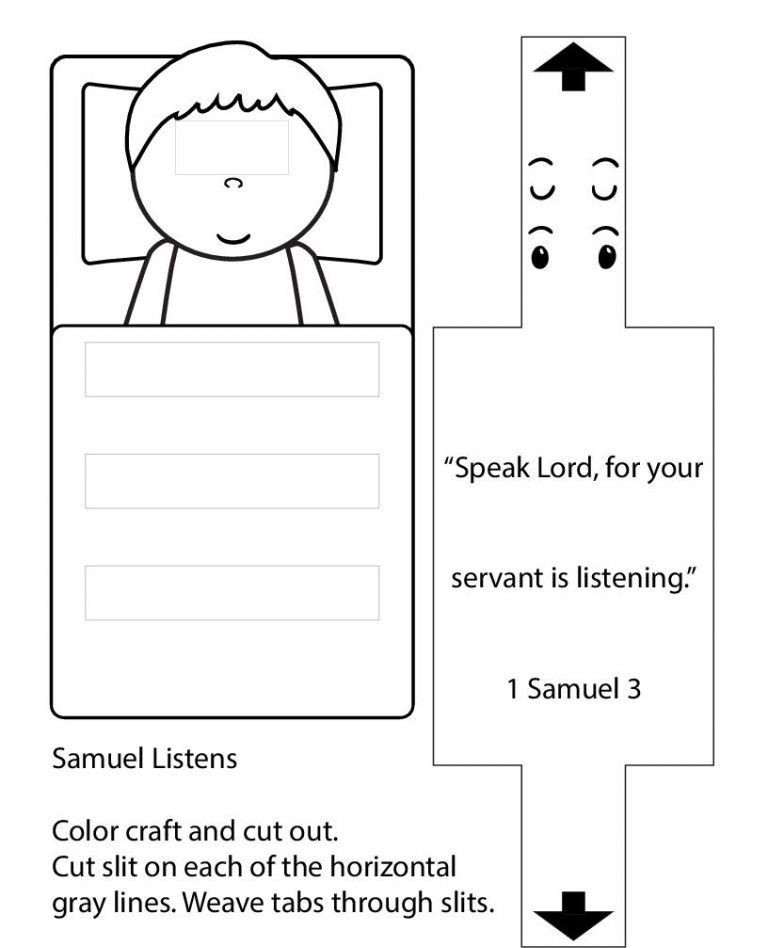 “Speak Lord, for your
servant is listening.”
1 Samuel 3
Samuel Listens
Color craft and cut out.
Cut slit on each of the horizontal
gray lines. Weave tabs through slits.